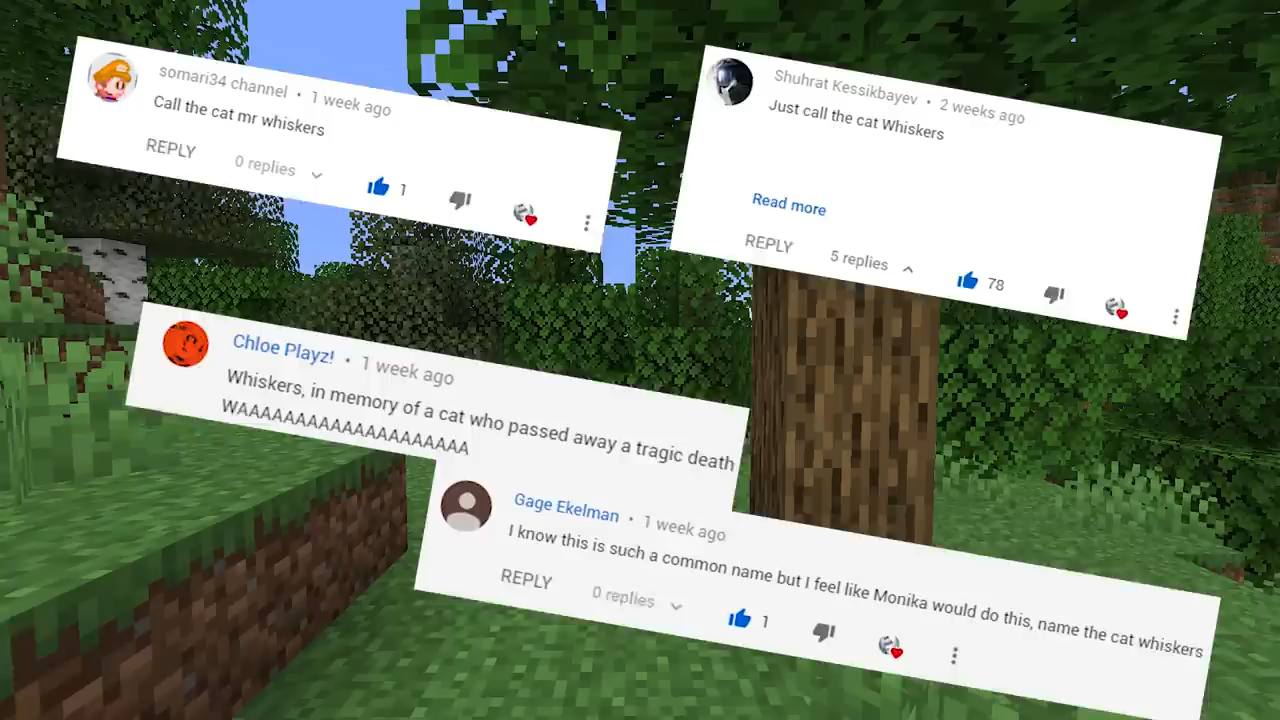 somari34 channel • 1 week ago
Call the cat mr whiskers
REPLY 0 replies 1
Shuhrat Kessikbayev • 2 weeks ago
Just call the cat Whiskers
Read more
REPLY 5 replies 78
Chloe Playz! • 1 week ago
Whiskers, in memory of a cat who passed away a tragic death
WAAAAAAAAAAAAAAAAAA
Gage Ekelman • 1 week ago
I know this is such a common name but I feel like Monika would do this, name the cat whiskers
REPLY 0 replies 1